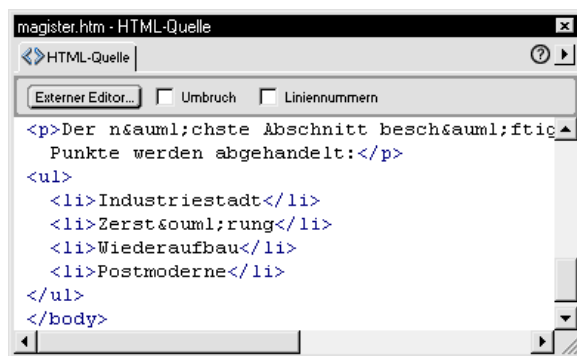 magister.htm - HTML-Quelle
HTML-Quelle
Externer Editor... Umbruch Liniennummern
<p>Der n&auml;chste Abschnitt besch&auml;ftig
Punkte werden abgehandelt:</p>
<ul>
<li>Industriestadt</li>
<li>Zerst&ouml;rung</li>
<li>Wiederaufbau</li>
<li>Postmoderne</li>
</ul>
</body>